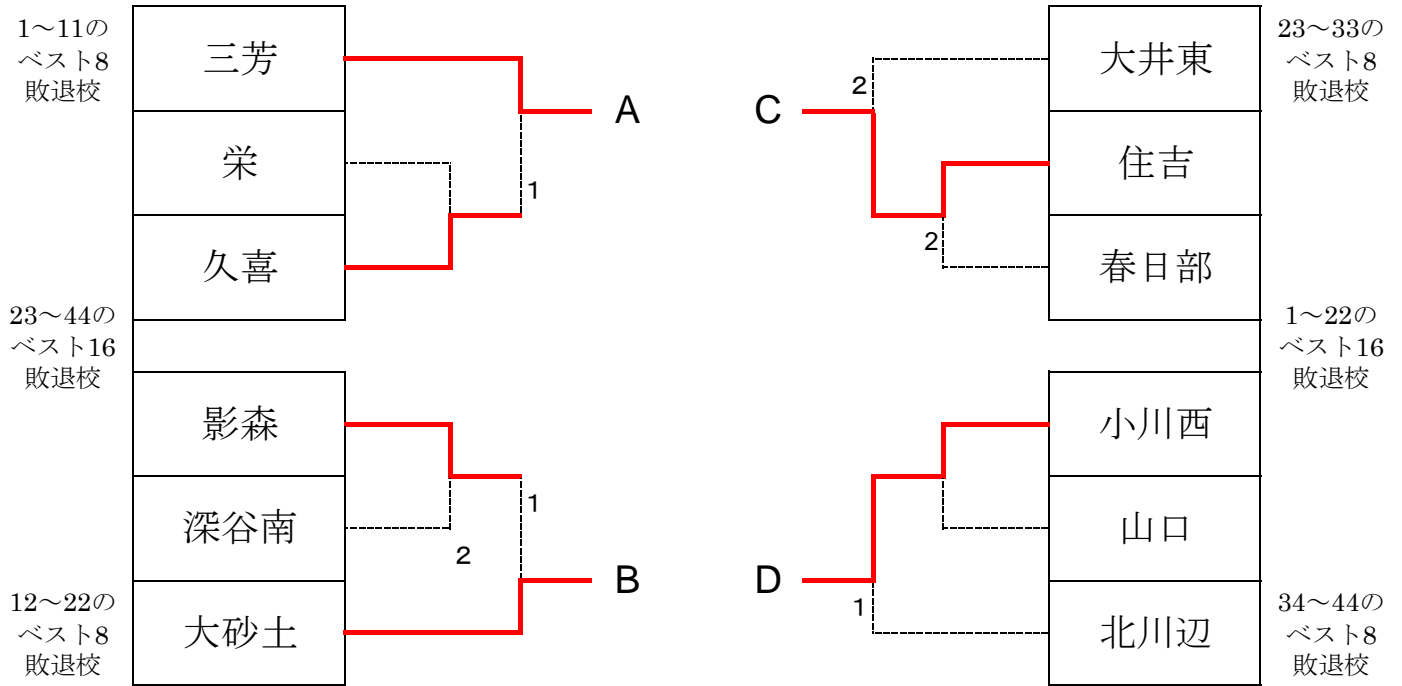 1～11の
ベスト8
敗退校
三芳
栄
久喜
A
1
23～44の
ベスト16
敗退校
影森
深谷南
大砂土
1
2
B
12～22の
ベスト8
敗退校
C
2
2
大井東
住吉
春日部
23～33の
ベスト8
敗退校
1～22の
ベスト16
敗退校
D
1
小川西
山口
北川辺
34～44の
ベスト8
敗退校